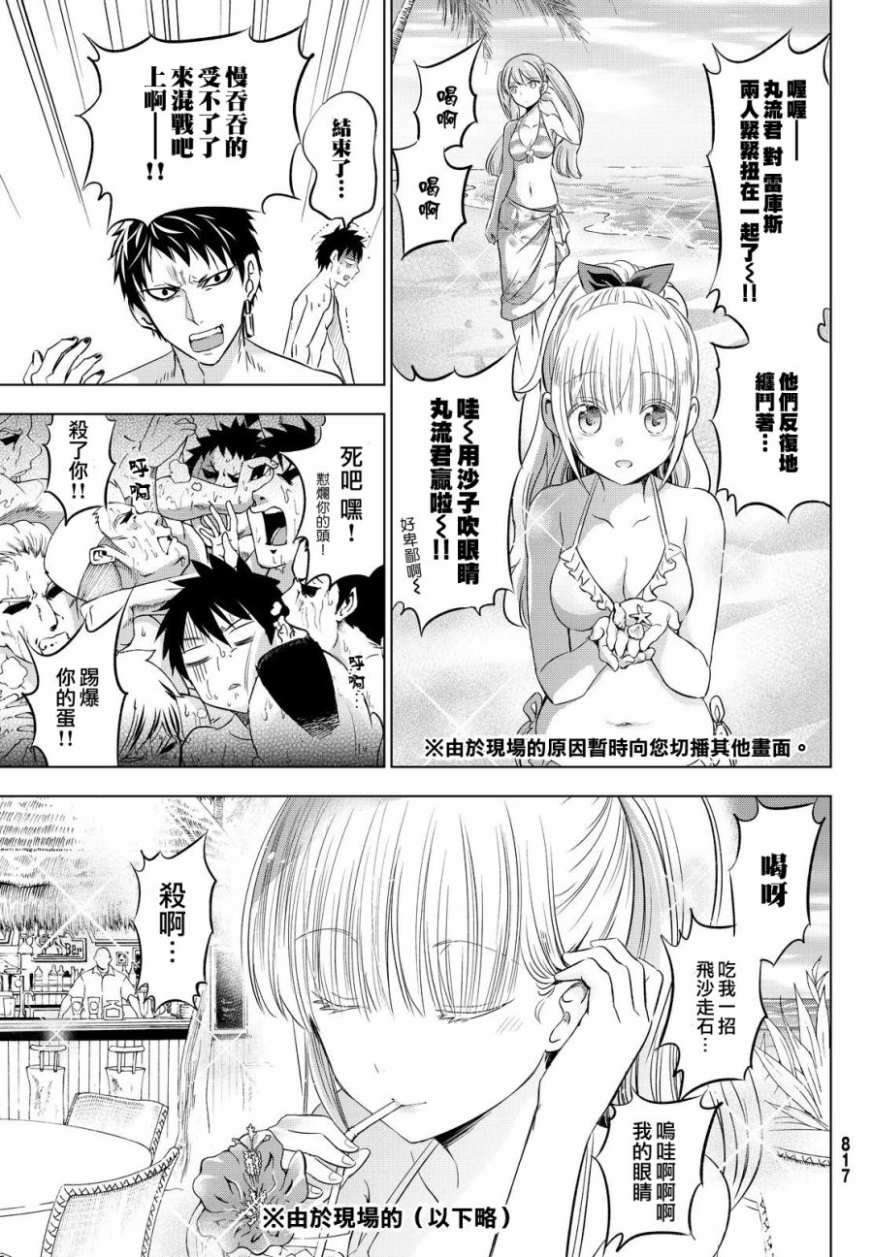 喔喔——
丸流君 對 雷庫斯
兩人緊緊扭在一起了～!!
喝啊
喝啊
他們反復地
纏鬥著…
哇～用沙子吹眼睛
丸流君贏啦～!!
好卑鄙啊～
※由於現場的原因暫時向您切播其他畫面。
結束了…
慢吞吞的
受不了了
來混戰吧
上啊——!!
死吧 嘿！
懟爛你的頭！
呼啊
殺了你!!
呼啊…
踢爆
你的蛋!!
喝呀
吃我一招
飛沙走石…
殺啊…
Bar
嗚哇啊啊啊
我的眼睛
※由於現場的（以下略）
817